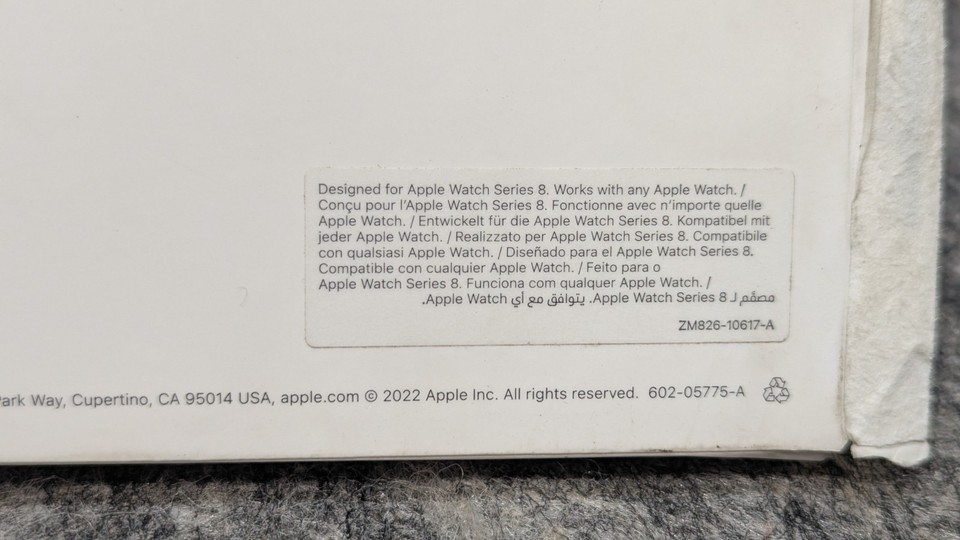 Designed for Apple Watch Series 8. Works with any Apple Watch. /
Conçu pour l'Apple Watch Series 8. Fonctionne avec n'importe quelle
Apple Watch. / Entwickelt für die Apple Watch Series 8. Kompatibel mit
jeder Apple Watch. / Realizzato per Apple Watch Series 8. Compatibile
con qualsiasi Apple Watch. / Diseñado para el Apple Watch Series 8.
Compatible con cualquier Apple Watch. / Feito para o
Apple Watch Series 8. Funciona com qualquer Apple Watch. /
مصمَّم لـ Apple Watch Series 8. يتوافق مع أي Apple Watch.
ZM826-10617-A
Park Way, Cupertino, CA 95014 USA, apple.com © 2022 Apple Inc. All rights reserved. 602-05775-A